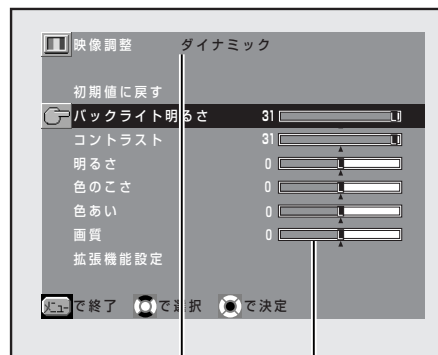 映像調整 ダイナミック
初期値に戻す
バックライト明るさ 31
コントラスト 31
明るさ 0
色のこさ 0
色あい 0
画質 0
拡張機能設定
メニューで終了 で選択 で決定